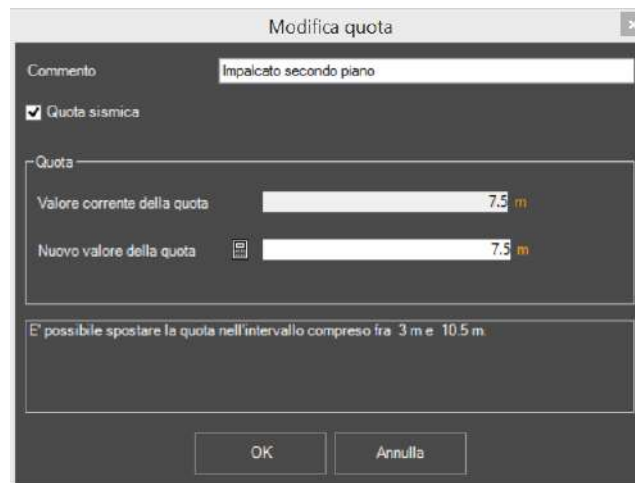 Modifica quota
Commento Impalcato secondo piano
Quota sismica
Quota
Valore corrente della quota 7.5 m
Nuovo valore della quota 7.5 m
E' possibile spostare la quota nell'intervallo compreso fra 3 m e 10.5 m.
OK Annulla